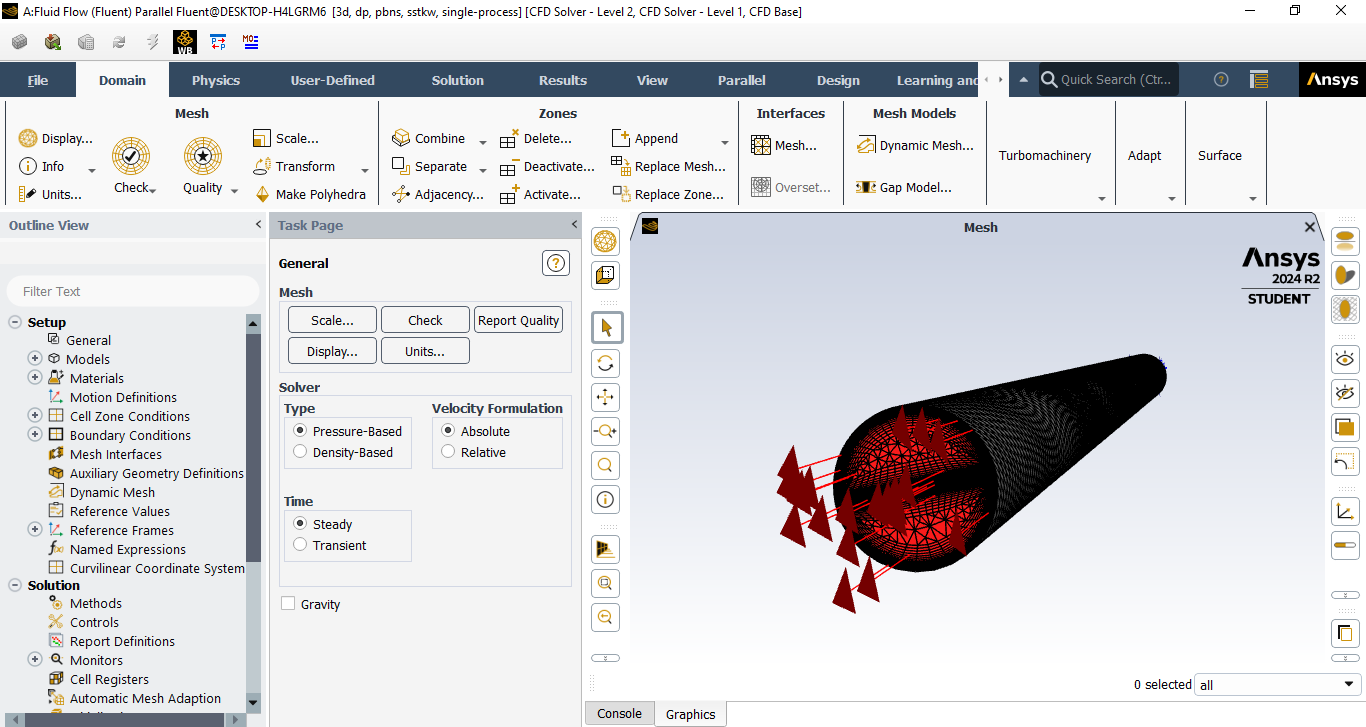 A:Fluid Flow (Fluent) Parallel Fluent@DESKTOP-H4LGRM6 [3d, dp, pbns, sstkw, single-process] [CFD Solver - Level 2, CFD Solver - Level 1, CFD Base]
WB
File Domain Physics User-Defined Solution Results View Parallel Design Learning and Quick Search (Ctr... Ansys
Mesh Zones Interfaces Mesh Models
Display... Scale... Combine Delete... Append Mesh... Dynamic Mesh...
Info Transform Separate Deactivate... Replace Mesh... Turbomachinery Adapt Surface
Check Quality Overset... Gap Model...
Units... Make Polyhedra Adjacency... Activate... Replace Zone...
Outline View
Filter Text
Setup
General
Models
Materials
Motion Definitions
Cell Zone Conditions
Boundary Conditions
Mesh Interfaces
Auxiliary Geometry Definitions
Dynamic Mesh
Reference Values
Reference Frames
Named Expressions
Curvilinear Coordinate System
Solution
Methods
Controls
Report Definitions
Monitors
Cell Registers
Automatic Mesh Adaption
Task Page
General
Mesh
Scale... Check Report Quality
Display... Units...
Solver
Type Velocity Formulation
Pressure-Based Absolute
Density-Based Relative
Time
Steady
Transient
Gravity
Mesh
Ansys
2024 R2
STUDENT
0 selected all
Console Graphics